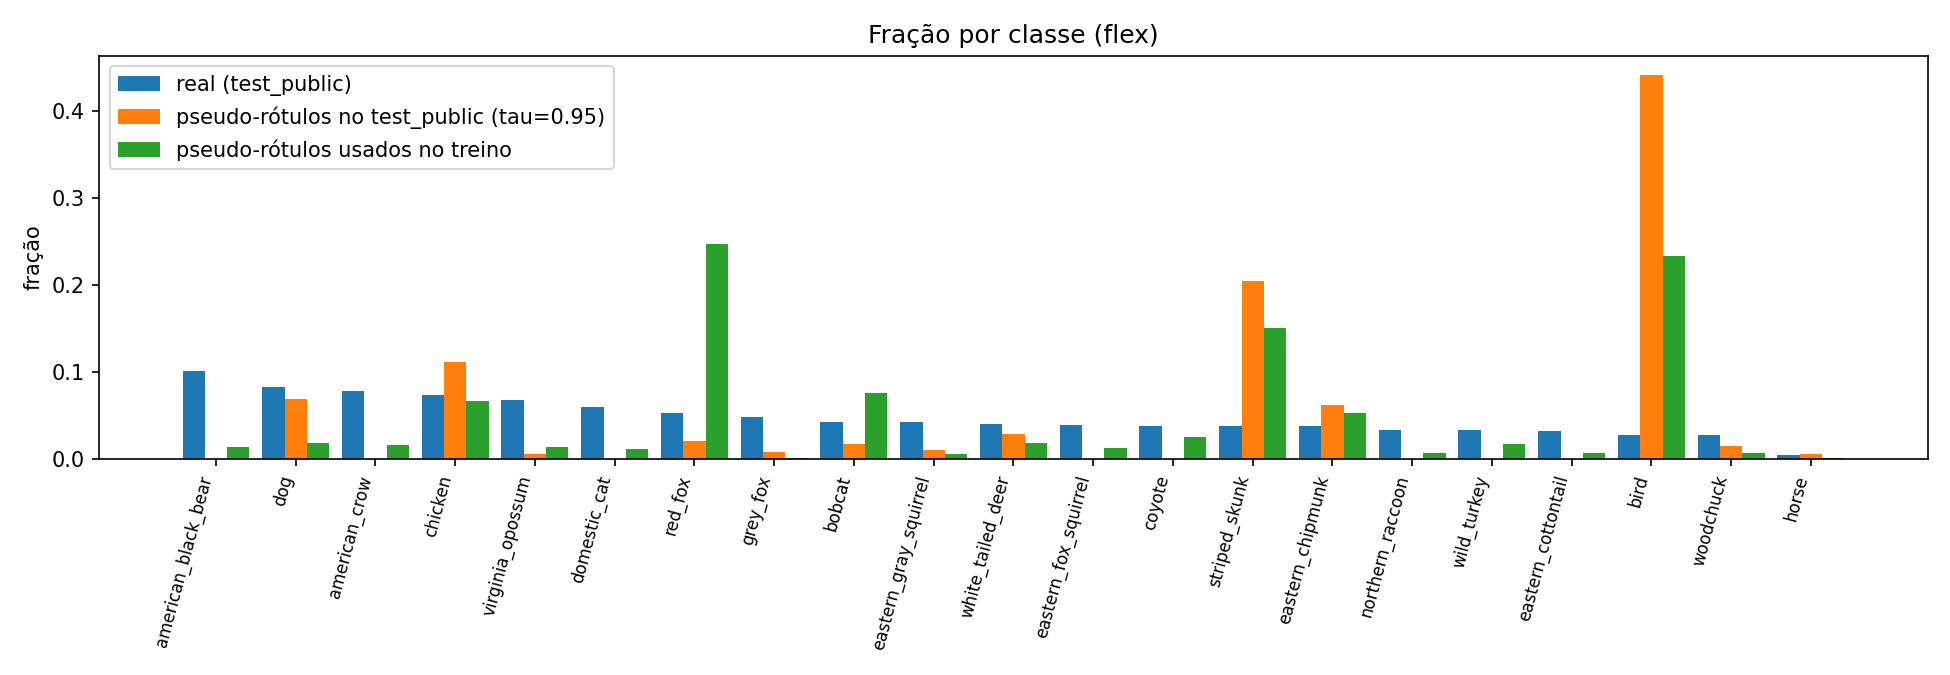 Fração por classe (flex)
real (test_public)
pseudo-rótulos no test_public (tau=0.95)
pseudo-rótulos usados no treino
fração
0.4
0.3
0.2
0.1
0.0
american_black_bear
dog
american_crow
chicken
virginia_opossum
domestic_cat
red_fox
grey_fox
bobcat
eastern_gray_squirrel
white_tailed_deer
eastern_fox_squirrel
coyote
striped_skunk
eastern_chipmunk
northern_raccoon
wild_turkey
eastern_cottontail
bird
woodchuck
horse